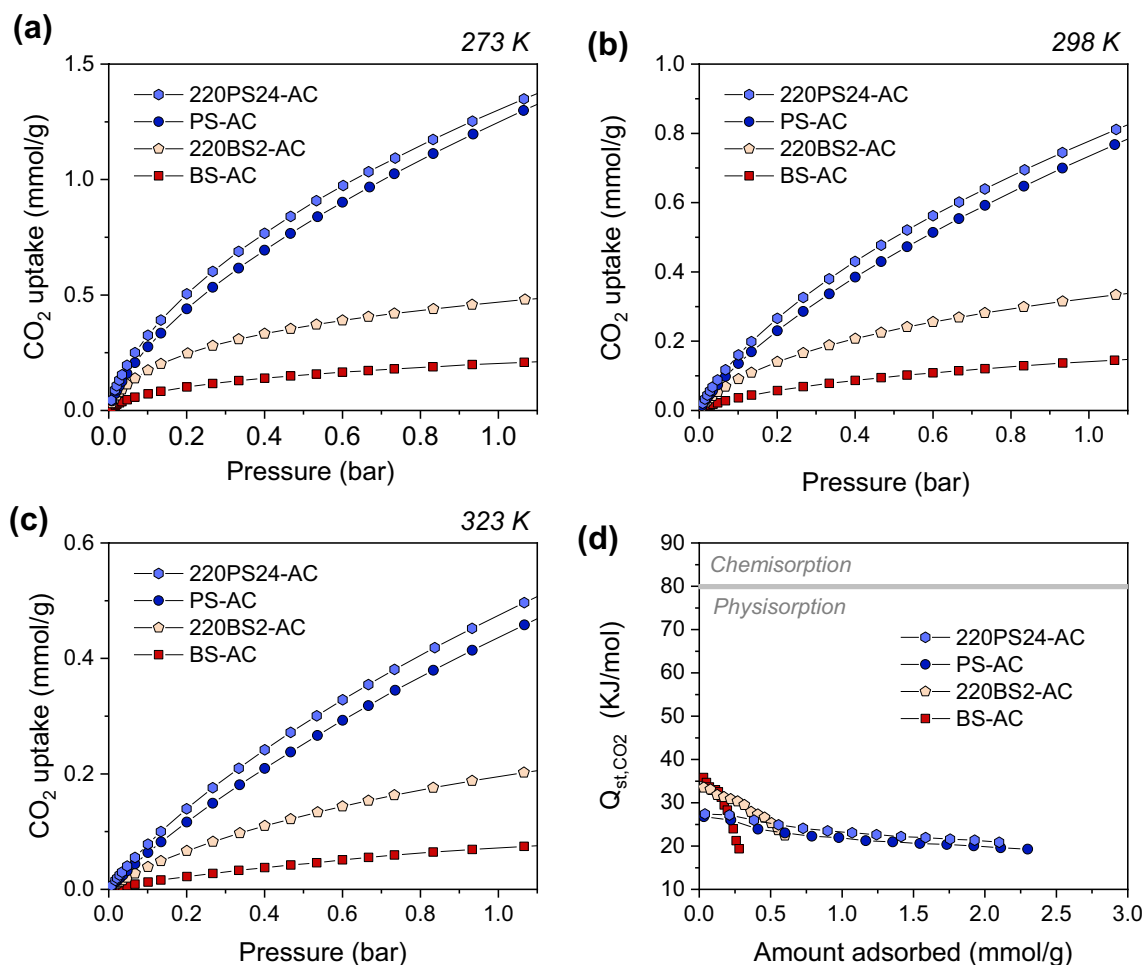 (a)
273 K
1.5
1.0
0.5
0.0
CO2 uptake (mmol/g)
220PS24-AC
PS-AC
220BS2-AC
BS-AC
0.0 0.2 0.4 0.6 0.8 1.0
Pressure (bar)
(b)
298 K
1.0
0.8
0.6
0.4
0.2
0.0
CO2 uptake (mmol/g)
220PS24-AC
PS-AC
220BS2-AC
BS-AC
0.0 0.2 0.4 0.6 0.8 1.0
Pressure (bar)
(c)
323 K
0.6
0.4
0.2
0.0
CO2 uptake (mmol/g)
220PS24-AC
PS-AC
220BS2-AC
BS-AC
0.0 0.2 0.4 0.6 0.8 1.0
Pressure (bar)
(d)
90
80
70
60
50
40
30
20
10
Qst,CO2 (KJ/mol)
Chemisorption
Physisorption
220PS24-AC
PS-AC
220BS2-AC
BS-AC
0.0 0.5 1.0 1.5 2.0 2.5 3.0
Amount adsorbed (mmol/g)